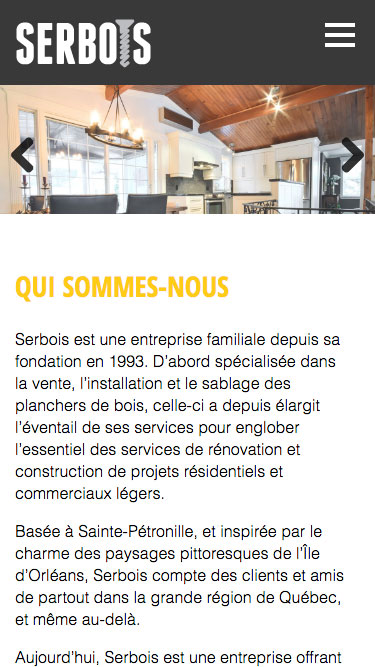 SERBOIS
QUI SOMMES-NOUS
Serbois est une entreprise familiale depuis sa
fondation en 1993. D’abord spécialisée dans
la vente, l’installation et le sablage des
planchers de bois, celle-ci a depuis élargit
l’éventail de ses services pour englober
l’essentiel des services de rénovation et
construction de projets résidentiels et
commerciaux légers.
Basée à Sainte-Pétronille, et inspirée par le
charme des paysages pittoresques de l’Île
d’Orléans, Serbois compte des clients et amis
de partout dans la grande région de Québec,
et même au-delà.
Aujourd’hui, Serbois est une entreprise offrant